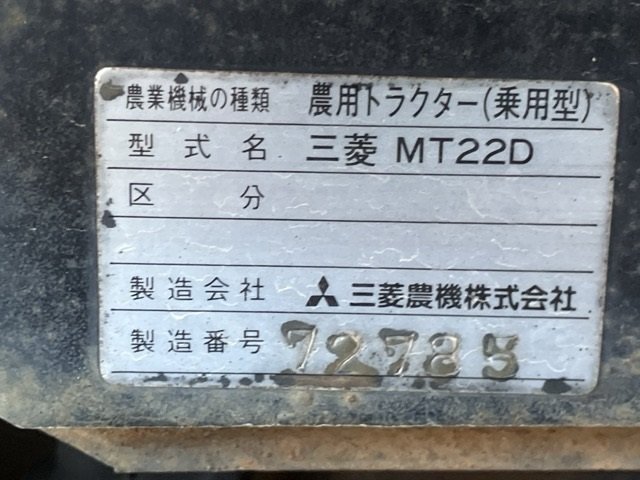 農業機械の種類 農用トラクター(乗用型)
型式名 三菱 MT22D
区分
製造会社 三菱農機株式会社
製造番号 72785